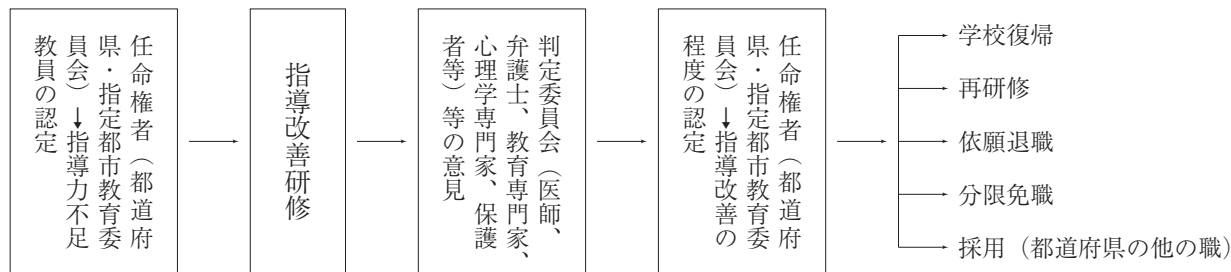 任命権者（都道府
県・指定都市教育委
員会）→指導力不足
教員の認定
指導改善研修
判定委員会（医師、
弁護士、教育専門家、
心理学専門家、保護
者等）等の意見
任命権者（都道府
県・指定都市教育委
員会）→指導改善の
程度の認定
学校復帰
再研修
依願退職
分限免職
採用（都道府県の他の職）